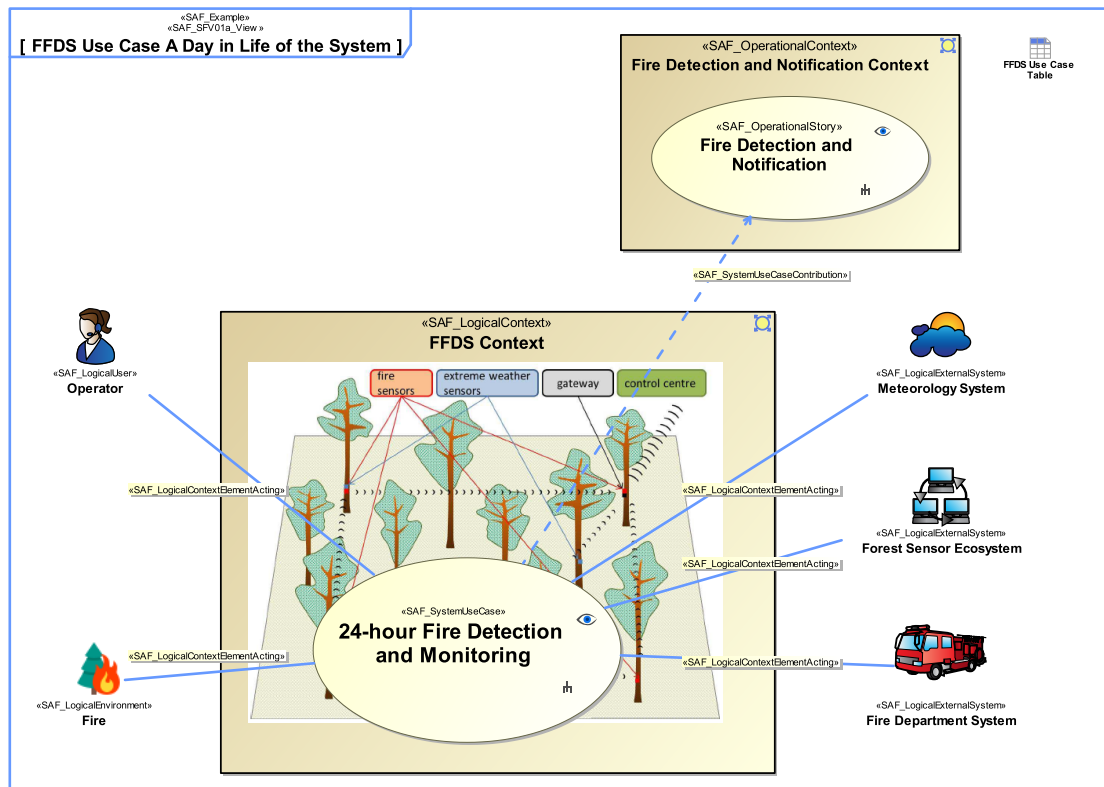 «SAF_Example»
«SAF_SFV01a_View»
[ FFDS Use Case A Day in Life of the System ]
«SAF_OperationalContext»
Fire Detection and Notification Context
«SAF_OperationalStory»
Fire Detection and
Notification
FFDS Use Case
Table
«SAF_SystemUseCaseContribution»
«SAF_LogicalUser»
Operator
«SAF_LogicalContext»
FFDS Context
fire
sensors
extreme weather
sensors
gateway
control centre
«SAF_LogicalExternalSystem»
Meteorology System
«SAF_LogicalContextElementActing»
«SAF_LogicalContextElementActing»
«SAF_LogicalExternalSystem»
Forest Sensor Ecosystem
«SAF_LogicalContextElementActing»
«SAF_SystemUseCase»
24-hour Fire Detection
and Monitoring
«SAF_LogicalContextElementActing»
«SAF_LogicalContextElementActing»
«SAF_LogicalEnvironment»
Fire
«SAF_LogicalExternalSystem»
Fire Department System